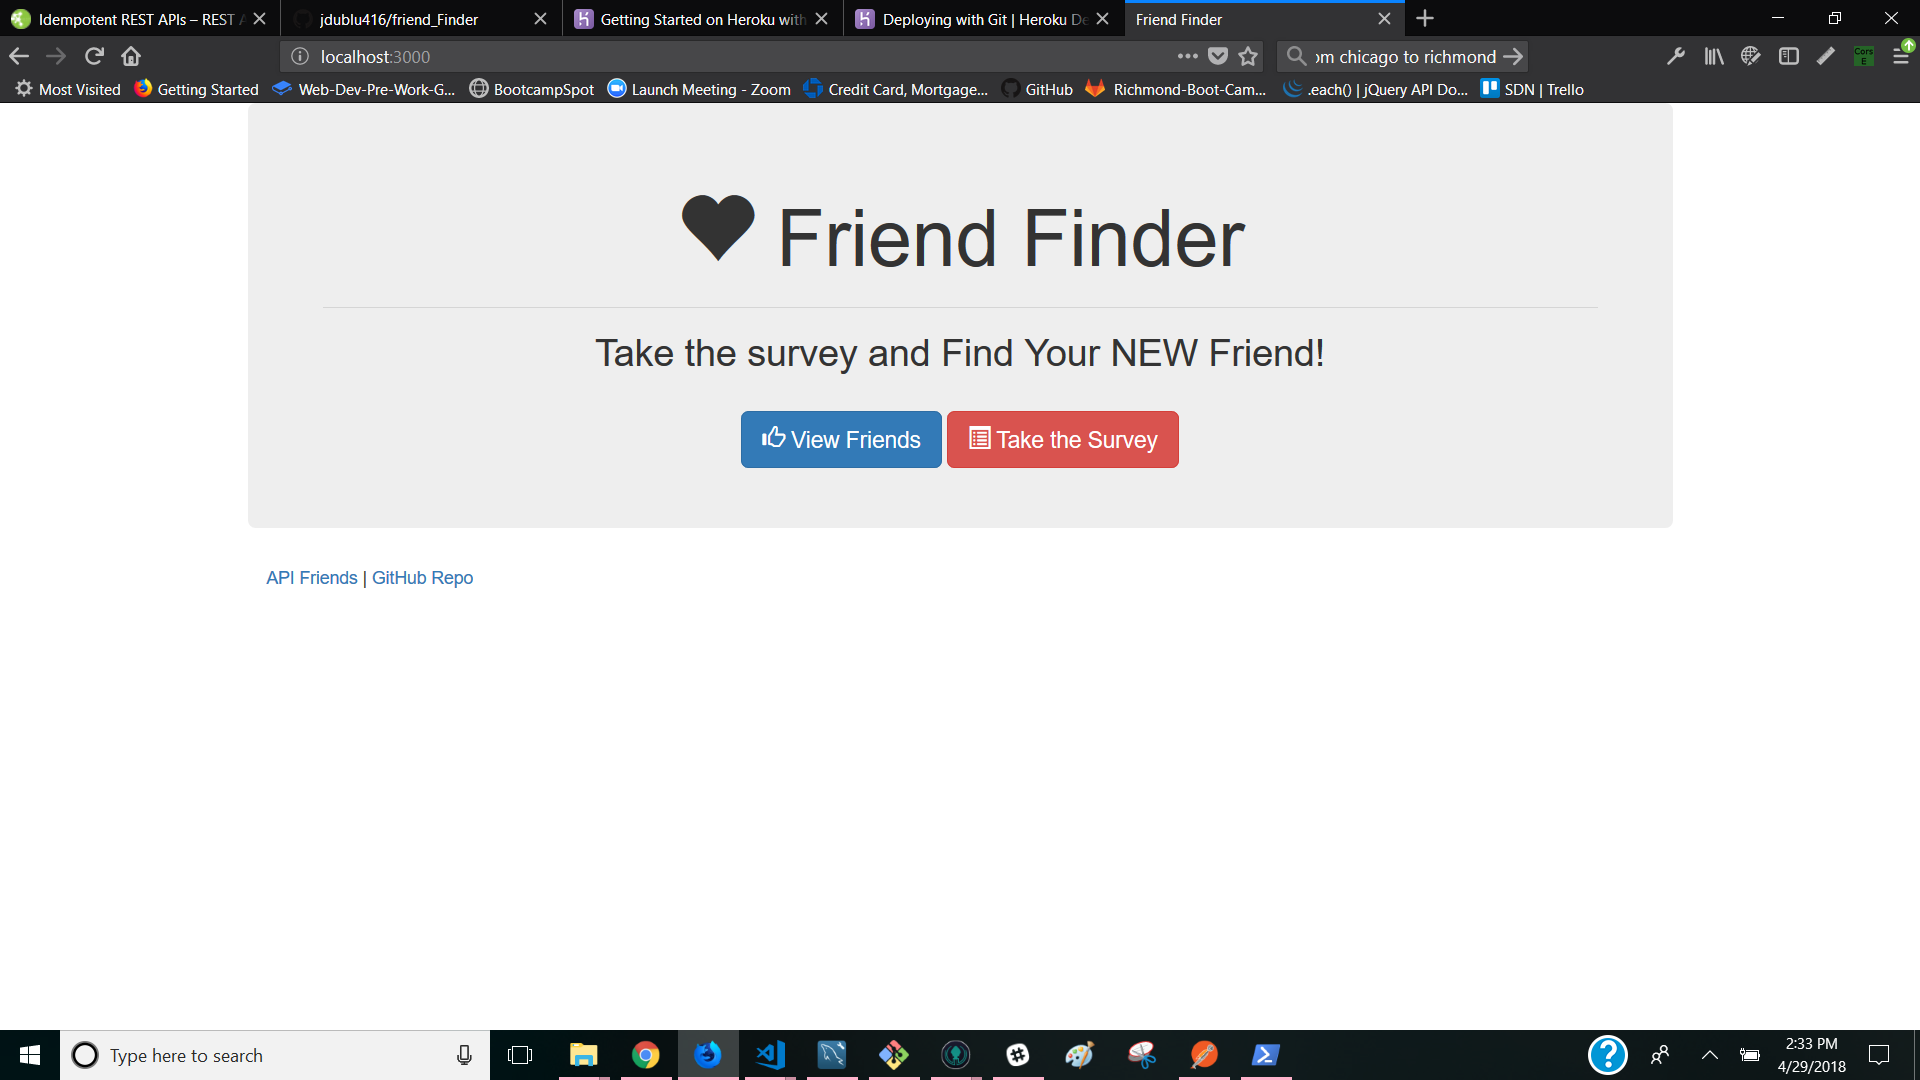 Idempotent REST APIs – REST A
jdublu416/friend_Finder
Getting Started on Heroku with
Deploying with Git | Heroku De
Friend Finder
localhost:3000
om chicago to richmond
Cors
E
Most Visited
Getting Started
Web-Dev-Pre-Work-G...
BootcampSpot
Launch Meeting - Zoom
Credit Card, Mortgage...
GitHub
Richmond-Boot-Cam...
.each() | jQuery API Do...
SDN | Trello
Friend Finder
Take the survey and Find Your NEW Friend!
View Friends
Take the Survey
API Friends | GitHub Repo
Type here to search
2:33 PM
4/29/2018